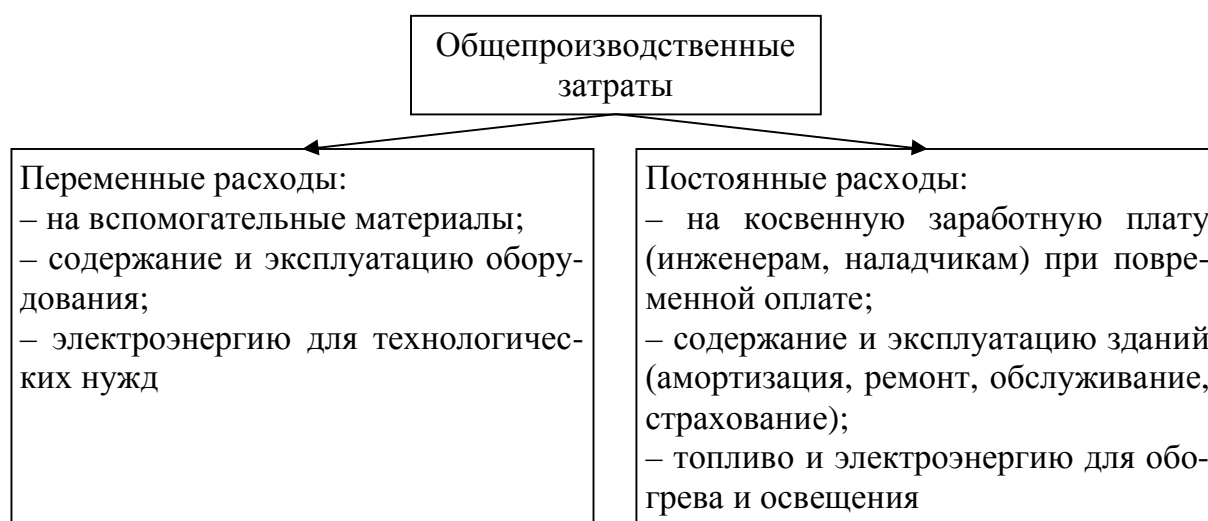 Общепроизводственные
затраты
Переменные расходы:
– на вспомогательные материалы;
– содержание и эксплуатацию обору-
дования;
– электроэнергию для технологичес-
ких нужд
Постоянные расходы:
– на косвенную заработную плату
(инженерам, наладчикам) при повре-
менной оплате;
– содержание и эксплуатацию зданий
(амортизация, ремонт, обслуживание,
страхование);
– топливо и электроэнергию для обо-
грева и освещения